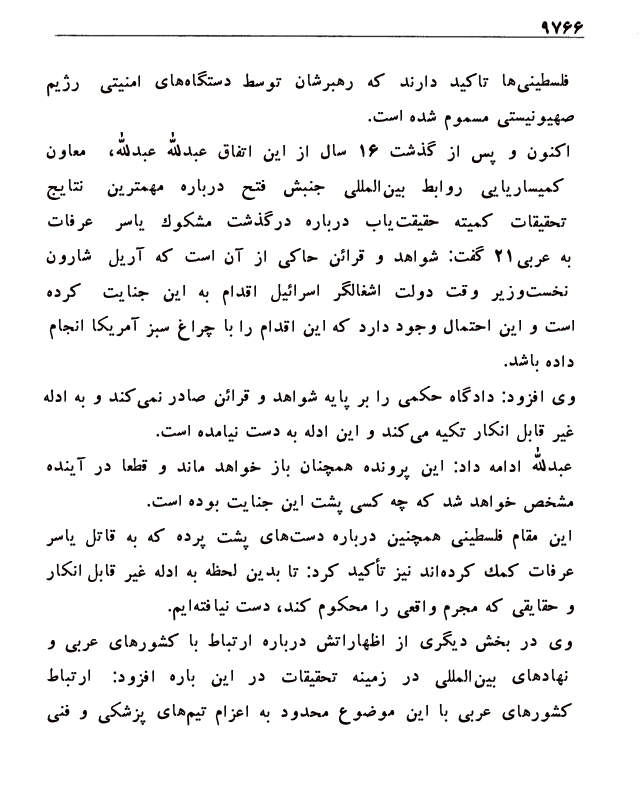 ۹۷۶۶
فلسطینی‌ها تاکید دارند که رهبرشان توسط دستگاه‌های امنیتی رژیم
صهیونیستی مسموم شده است.
اکنون و پس از گذشت ۱۶ سال از این اتفاق عبدالله عبدالله، معاون
کمیساریایی روابط بین‌المللی جنبش فتح درباره مهمترین نتایج
تحقیقات کمیته حقیقت‌یاب درباره درگذشت مشکوك یاسر عرفات
به عربی۲۱ گفت: شواهد و قرائن حاکی از آن است که آریل شارون
نخست‌وزیر وقت دولت اشغالگر اسرائیل اقدام به این جنایت کرده
است و این احتمال وجود دارد که این اقدام را با چراغ سبز آمریکا انجام
داده باشد.
وی افزود: دادگاه حکمی را بر پایه شواهد و قرائن صادر نمی‌کند و به ادله
غیر قابل انکار تکیه می‌کند و این ادله به دست نیامده است.
عبدالله ادامه داد: این پرونده همچنان باز خواهد ماند و قطعا در آینده
مشخص خواهد شد که چه کسی پشت این جنایت بوده است.
این مقام فلسطینی همچنین درباره دست‌های پشت پرده که به قاتل یاسر
عرفات کمك کرده‌اند نیز تأکید کرد: تا بدین لحظه به ادله غیر قابل انکار
و حقایقی که مجرم واقعی را محکوم کند، دست نیافته‌ایم.
وی در بخش دیگری از اظهاراتش درباره ارتباط با کشورهای عربی و
نهادهای بین‌المللی در زمینه تحقیقات در این باره افزود: ارتباط
کشورهای عربی با این موضوع محدود به اعزام تیم‌های پزشکی و فنی